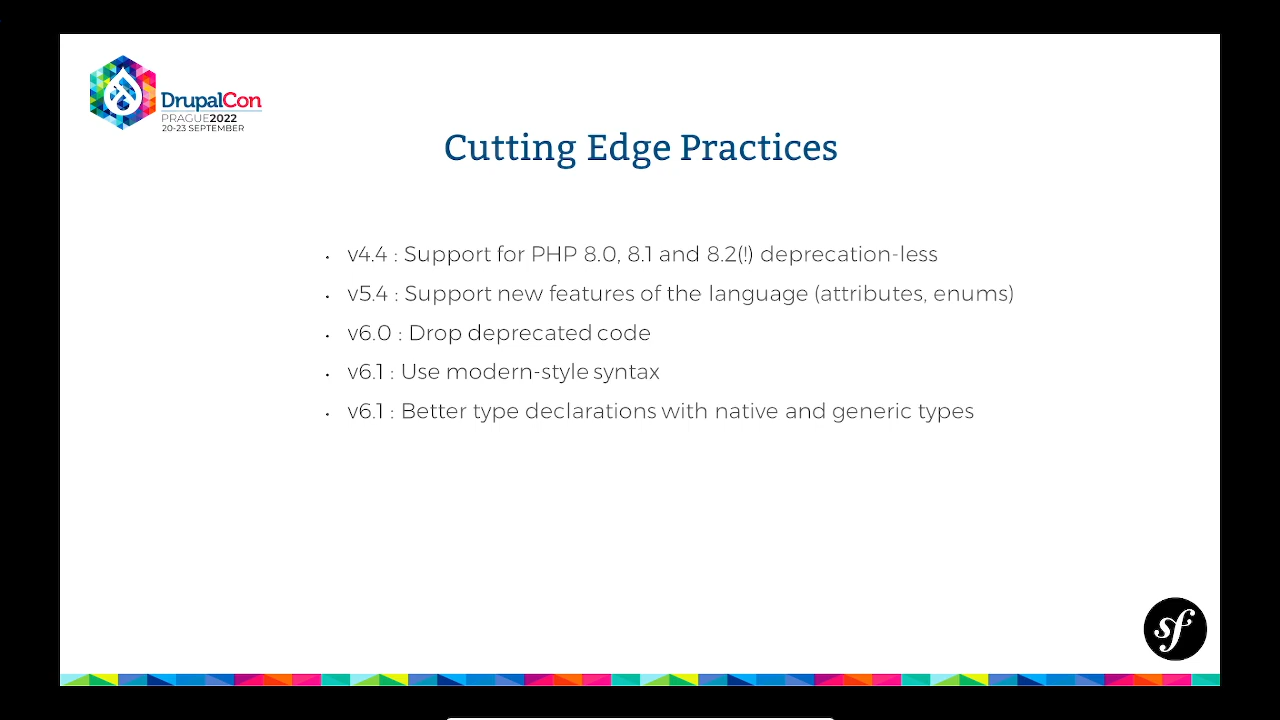 DrupalCon
PRAGUE2022
20-23 SEPTEMBER
Cutting Edge Practices
• v4.4 : Support for PHP 8.0, 8.1 and 8.2(!) deprecation-less
• v5.4 : Support new features of the language (attributes, enums)
• v6.0 : Drop deprecated code
• v6.1 : Use modern-style syntax
• v6.1 : Better type declarations with native and generic types
sf